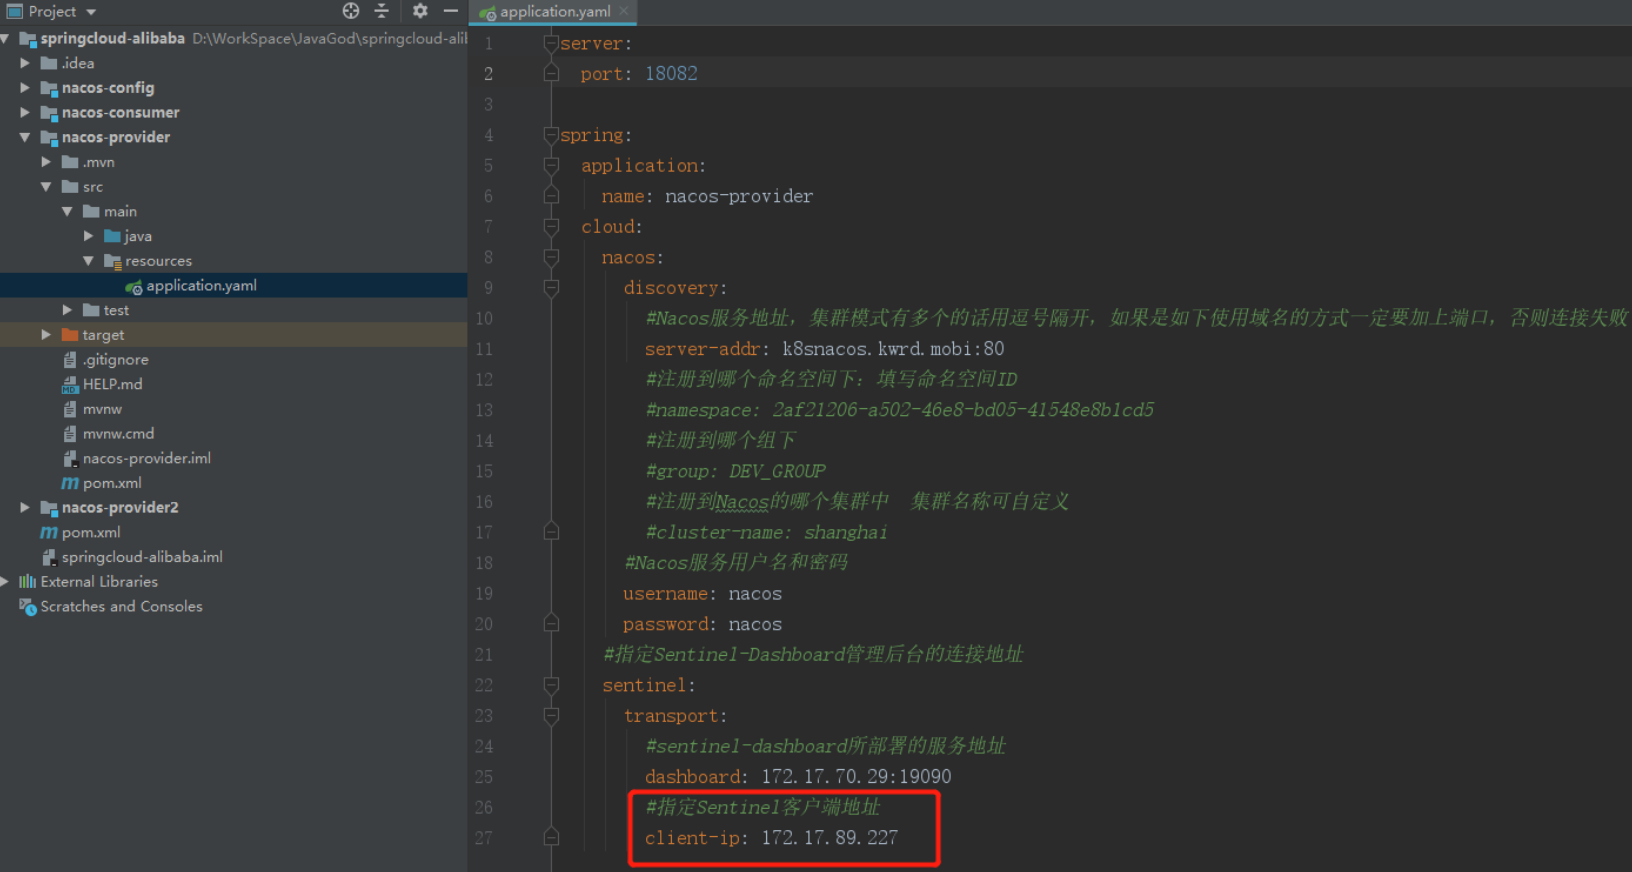 Project
springcloud-alibaba D:\WorkSpace\JavaGod\springcloud-alil
.idea
nacos-config
nacos-consumer
nacos-provider
.mvn
src
main
java
resources
application.yaml
test
target
.gitignore
HELP.md
mvnw
mvnw.cmd
nacos-provider.iml
pom.xml
nacos-provider2
pom.xml
springcloud-alibaba.iml
External Libraries
Scratches and Consoles
application.yaml
1 server:
2 port: 18082
3
4 spring:
5 application:
6 name: nacos-provider
7 cloud:
8 nacos:
9 discovery:
10 #Nacos服务地址，集群模式有多个的话用逗号隔开，如果是如下使用域名的方式一定要加上端口，否则连接失败
11 server-addr: k8snacos.kwrd.mobi:80
12 #注册到哪个命名空间下：填写命名空间ID
13 #namespace: 2af21206-a502-46e8-bd05-41548e8b1cd5
14 #注册到哪个组下
15 #group: DEV_GROUP
16 #注册到Nacos的哪个集群中 集群名称可自定义
17 #cluster-name: shanghai
18 #Nacos服务用户名和密码
19 username: nacos
20 password: nacos
21 #指定Sentinel-Dashboard管理后台的连接地址
22 sentinel:
23 transport:
24 #sentinel-dashboard所部署的服务地址
25 dashboard: 172.17.70.29:19090
26 #指定Sentinel客户端地址
27 client-ip: 172.17.89.227